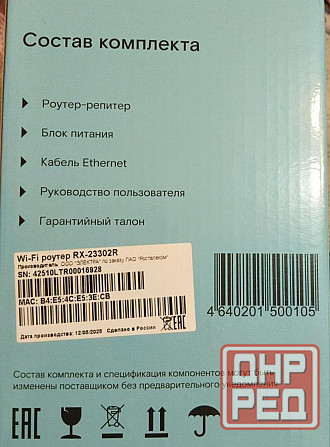 Состав комплекта
Роутер-репитер
Блок питания
Кабель Ethernet
Руководство пользователя
Гарантийный талон
Wi-Fi роутер RX-23302R
Производитель: ООО "ЭЛЕКТРА" по заказу ПАО "Ростелеком"
SN: 42510LTR00016928
MAC: B4:E5:4C:E5:3E:CB
Дата производства: 12/05/2025 Сделано в России
EAC
4 640201 500105
Состав комплекта и спецификация компонентов могут быть
изменены поставщиком без предварительного уведомления
EAC
ДНР
РЕД